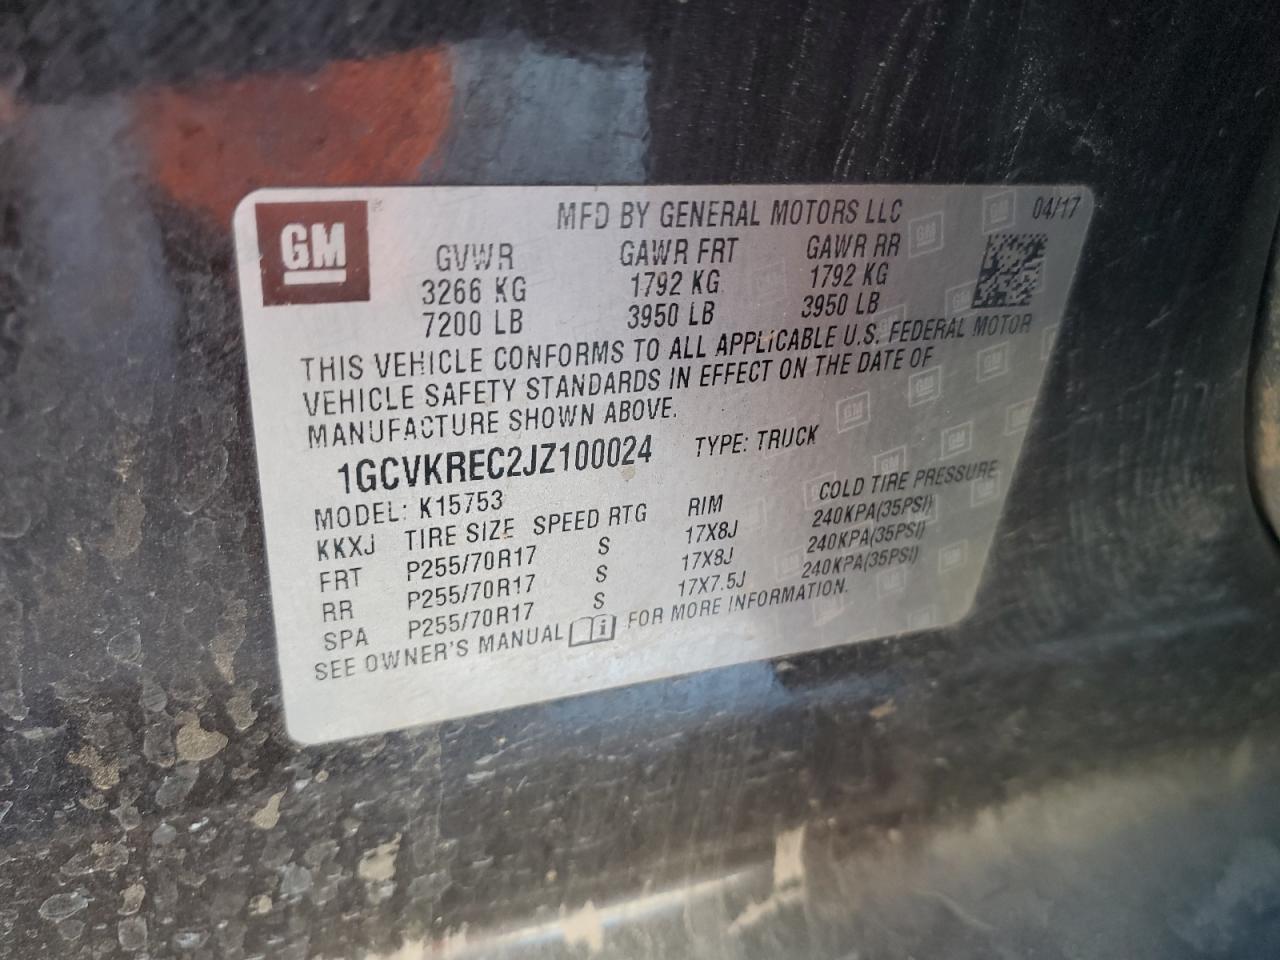 GM
MFD BY GENERAL MOTORS LLC 04/17
GVWR GAWR FRT GAWR RR
3266 KG 1792 KG 1792 KG
7200 LB 3950 LB 3950 LB
THIS VEHICLE CONFORMS TO ALL APPLICABLE U.S. FEDERAL MOTOR
VEHICLE SAFETY STANDARDS IN EFFECT ON THE DATE OF
MANUFACTURE SHOWN ABOVE.
1GCVKREC2JZ100024 TYPE: TRUCK
MODEL: K15753
KKXJ TIRE SIZE SPEED RTG RIM COLD TIRE PRESSURE
FRT P255/70R17 S 17X8J 240KPA(35PSI)
RR P255/70R17 S 17X8J 240KPA(35PSI)
SPA P255/70R17 S 17X7.5J 240KPA(35PSI)
SEE OWNER'S MANUAL FOR MORE INFORMATION.